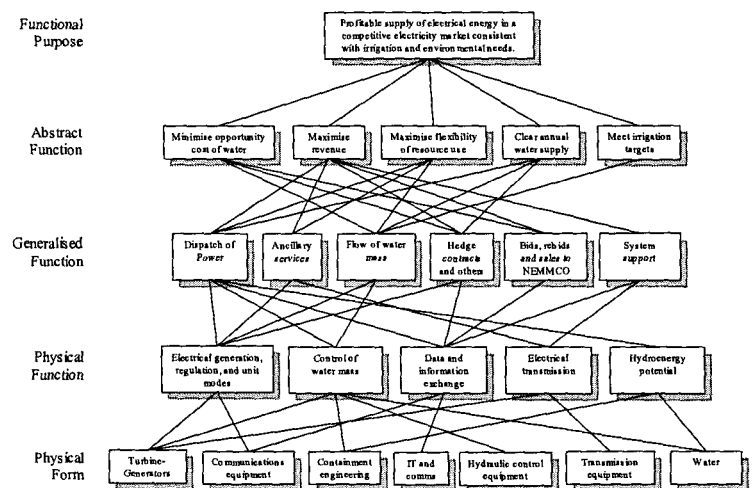 Functional
Purpose
Profitable supply of electrical energy in a
competitive electricity market consistent
with irrigation and environmental needs.
Abstract
Function
Minimise opportunity
cost of water
Maximise
revenue
Maximise flexibility
of resource use
Clear annual
water supply
Meet irrigation
targets
Generalised
Function
Dispatch of
Power
Ancillary
services
Flow of water
mass
Hedge
contracts
and others
Bids, rebids
and sales to
NEMMCO
System
support
Physical
Function
Electrical generation,
regulation, and unit
modes
Control of
water mass
Data and
information
exchange
Electrical
transmission
Hydroenergy
potential
Physical
Form
Turbine-
Generators
Communications
equipment
Containment
engineering
IT and
comms
Hydraulic control
equipment
Transmission
equipment
Water